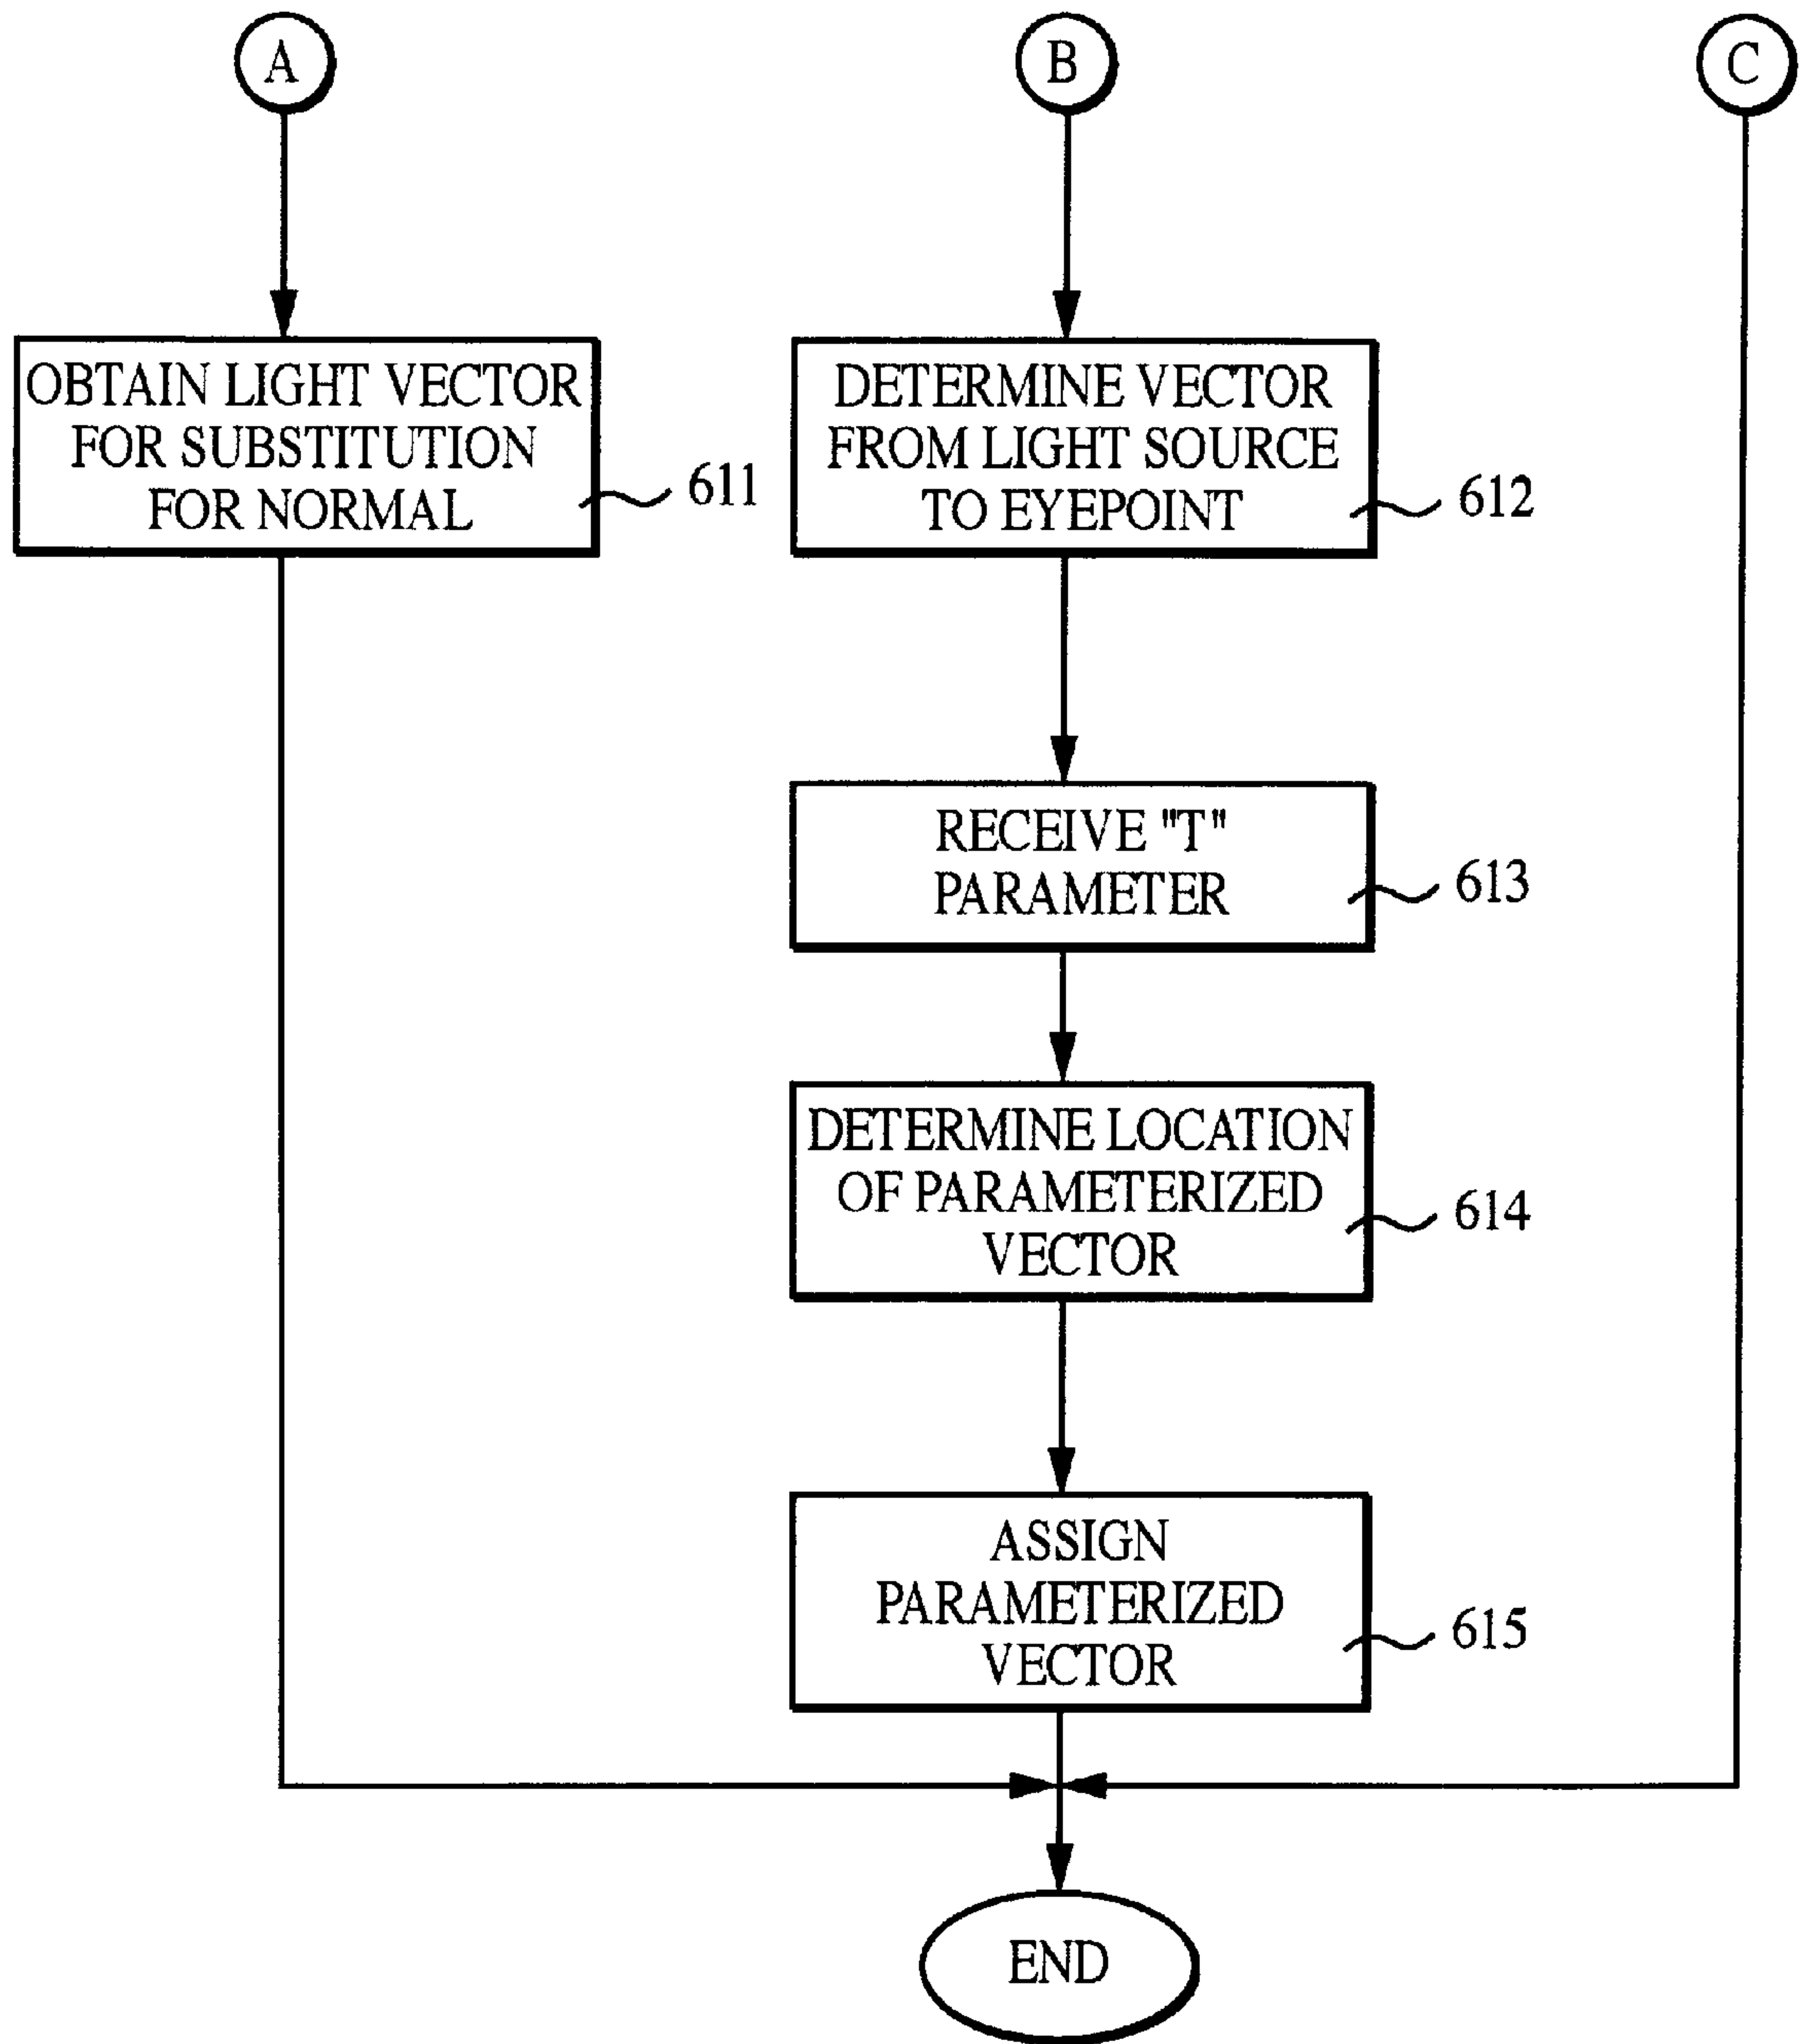 A
B
C
OBTAIN LIGHT VECTOR
FOR SUBSTITUTION
FOR NORMAL
611
DETERMINE VECTOR
FROM LIGHT SOURCE
TO EYEPOINT
612
RECEIVE "T"
PARAMETER
613
DETERMINE LOCATION
OF PARAMETERIZED
VECTOR
614
ASSIGN
PARAMETERIZED
VECTOR
615
END